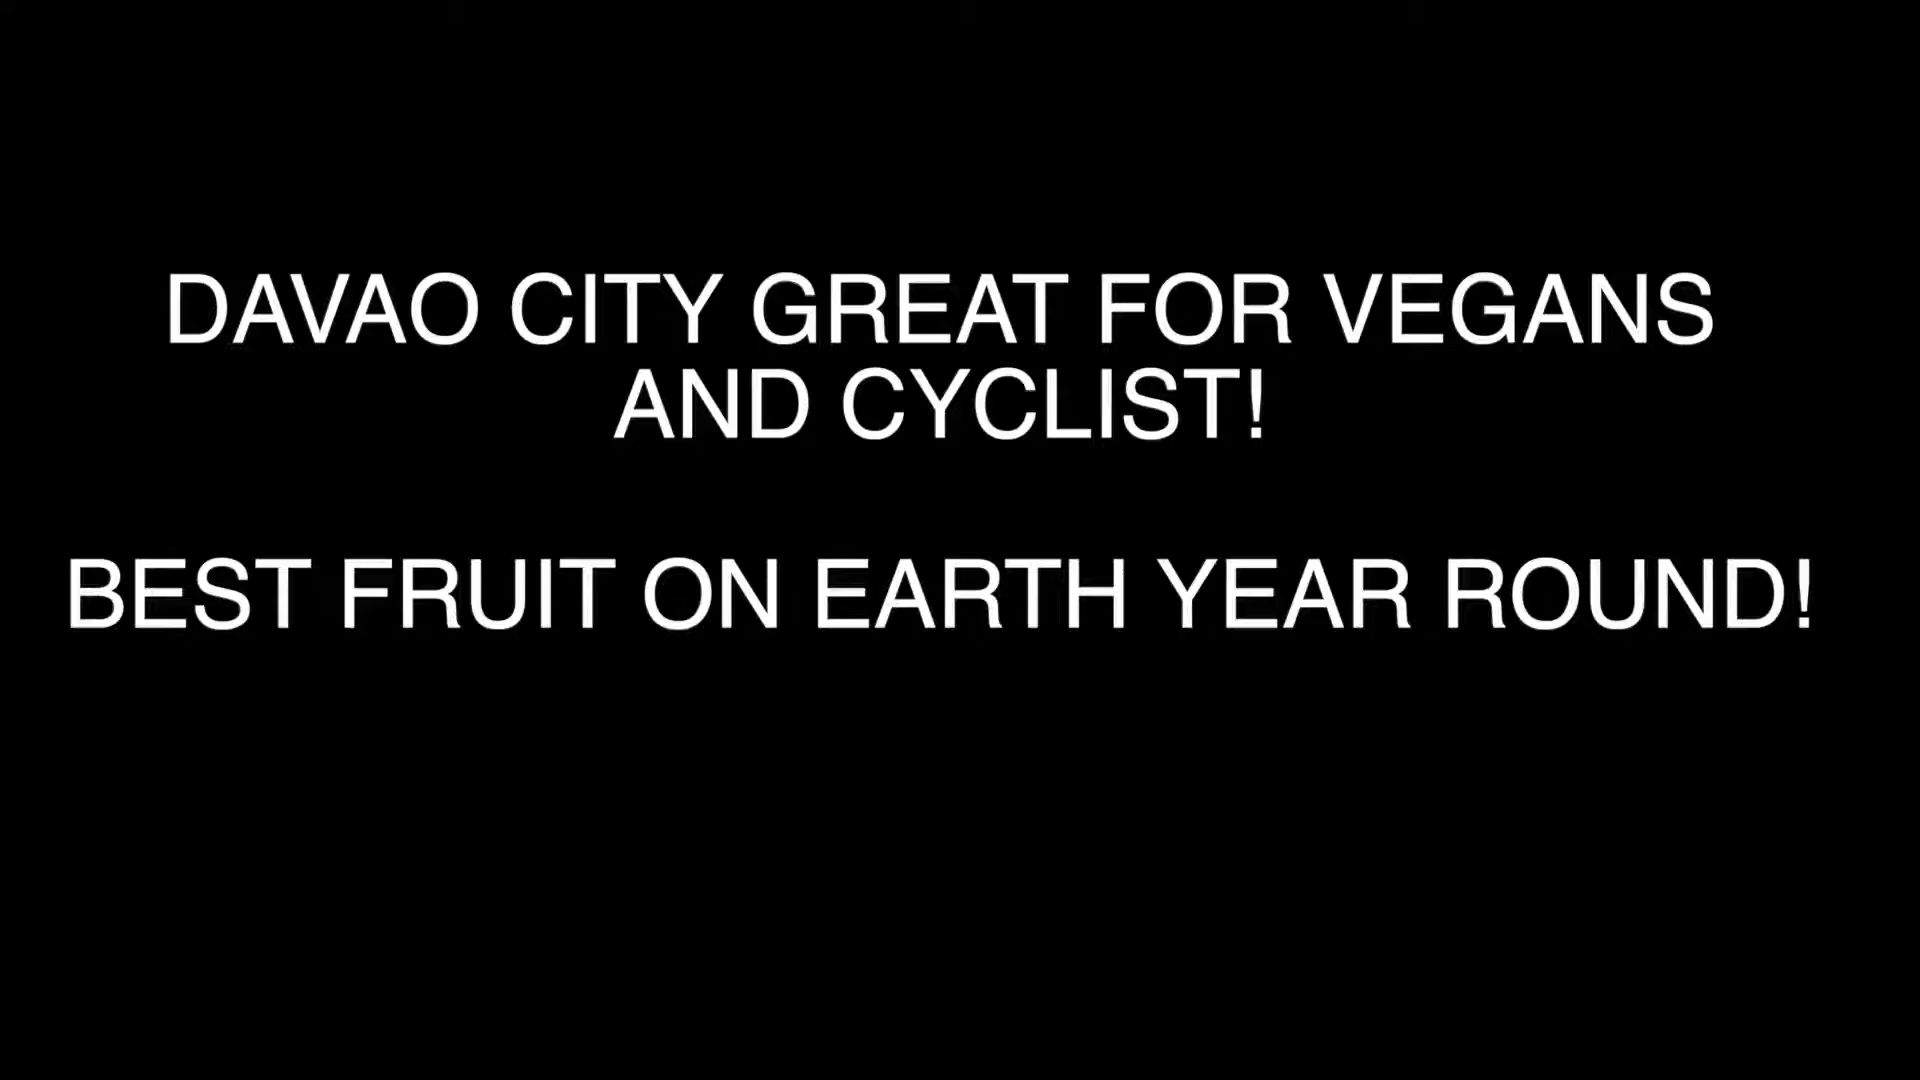 DAVAO CITY GREAT FOR VEGANS
AND CYCLIST!
BEST FRUIT ON EARTH YEAR ROUND!